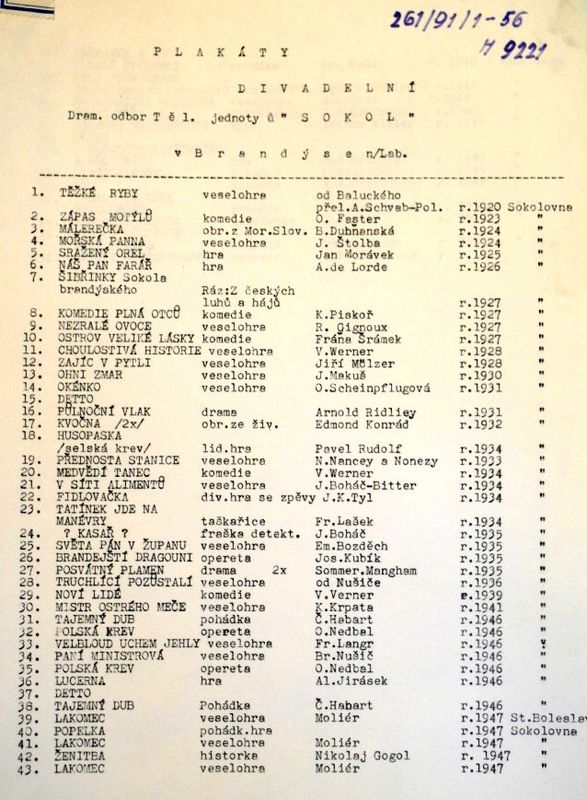 261/91/1-56
H 9221
P L A K Á T Y
D I V A D E L N Í
Dram. odbor T ě l. jednoty ů" S O K O L "
v B r a n d ý s e n/Lab.
1. TĚŽKÉ RYBY veselohra od Baluckého
přel.A.Schvab-Pol. r.1920 Sokolovna
2. ZÁPAS MOTÝLŮ komedie O. Faster r.1923 "
3. MÁLEREČKA obr.z Mor.Slov. B.Duhnanská r.1924 "
4. MOŘSKÁ PANNA veselohra J. Štolba r.1924 "
5. SRAŽENÝ OREL hra Jan Morávek r.1925 "
6. NÁŠ PAN FARÁŘ hra A.de Lorde r.1926 "
7. ŠIBŘINKY Sokola
brandýského Ráz:Z českých
luhů a hájů r.1927 "
8. KOMEDIE PLNÁ OTCŮ komedie K.Piskoř r.1927 "
9. NEZRALÉ OVOCE veselohra R. Gignoux r.1927 "
10. OSTROV VELIKÉ LÁSKY komedie Fráňa Šrámek r.1927 "
11. CHOULOSTIVÁ HISTORIE veselohra V.Werner r.1928 "
12. ZAJÍC V PYTLI veselohra Jiří Mülzer r.1928 "
13. OHNI ZMAR veselohra J.Makuš r.1930 "
14. OKÉNKO veselohra O.Scheinpflugová r.1931 "
15. DETTO
16. PŮLNOČNÍ VLAK drama Arnold Ridliey r.1931 "
17. KVOČNA /2x/ obr.ze živ. Edmond Konrád r.1932 "
18. HUSOPASKA
/selská krev/ lid.hra Pavel Rudolf r.1934 "
19. PŘEDNOSTA STANICE veselohra N.Nancey a Nonezy r.1933 "
20. MEDVĚDÍ TANEC komedie V.Werner r.1934 "
21. V SÍTI ALIMENTŮ veselohra J.Boháč-Bitter r.1934 "
22. FIDLOVAČKA div.hra se zpěvy J.K.Tyl r.1934 "
23. TATÍNEK JDE NA
MANÉVRY taškařice Fr.Lašek r.1934 "
24. ? KASAŘ ? fraška detekt. J.Boháč r.1935 "
25. SVĚTA PÁN V ŽUPANU veselohra Em.Bozděch r.1935 "
26. BRANDEJŠTÍ DRAGOUNI opereta Jos.Kubík r.1935 "
27. POSVÁTNÝ PLAMEN drama 2x Sommer.Mangham r.1935 "
28. TRUCHLÍCÍ POZŮSTALÍ veselohra od Nušiče r.1936 "
29. NOVÍ LIDÉ komedie V.Verner r.1939 "
30. MISTR OSTRÉHO MEČE veselohra K.Krpata r.1941 "
31. TAJEMNÝ DUB pohádka Č.Habart r.1946 "
32. POLSKÁ KREV opereta O.Nedbal r.1946 "
33. VELBLOUD UCHEM JEHLY veselohra Fr.Langr r.1946 "
34. PANÍ MINISTROVÁ veselohra Br.Nušič r.1946 "
35. POLSKÁ KREV opereta O.Nedbal r.1946 "
36. LUCERNA hra Al.Jirásek r.1946 "
37. DETTO
38. TAJEMNÝ DUB Pohádka Č.Habart r.1946 "
39. LAKOMEC veselohra Moliér r.1947 St.Boleslav
40. POPELKA pohádk.hra r.1947 Sokolovna
41. LAKOMEC veselohra Moliér r.1947 "
42. ŽENITBA historka Nikolaj Gogol r. 1947 "
43. LAKOMEC veselohra Moliér r.1947 "